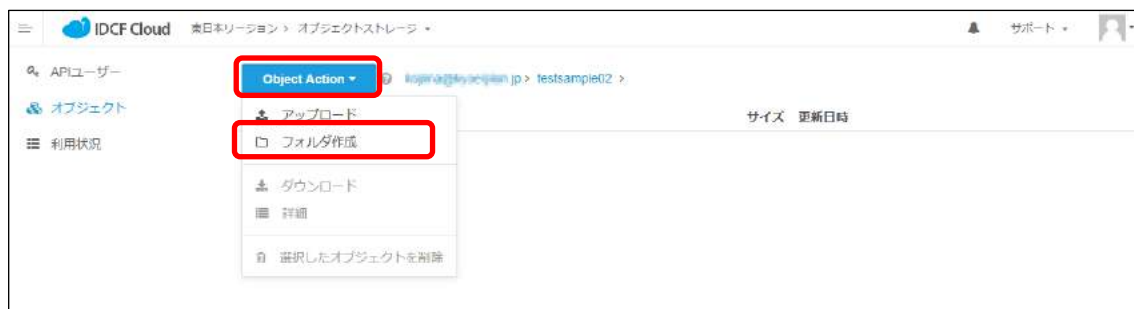 IDCF Cloud 東日本リージョン > オブジェクトストレージ サポート
APIユーザー
Object Action jp > testsample02 >
オブジェクト
アップロード
サイズ 更新日時
利用状況
フォルダ作成
ダウンロード
詳細
選択したオブジェクトを削除